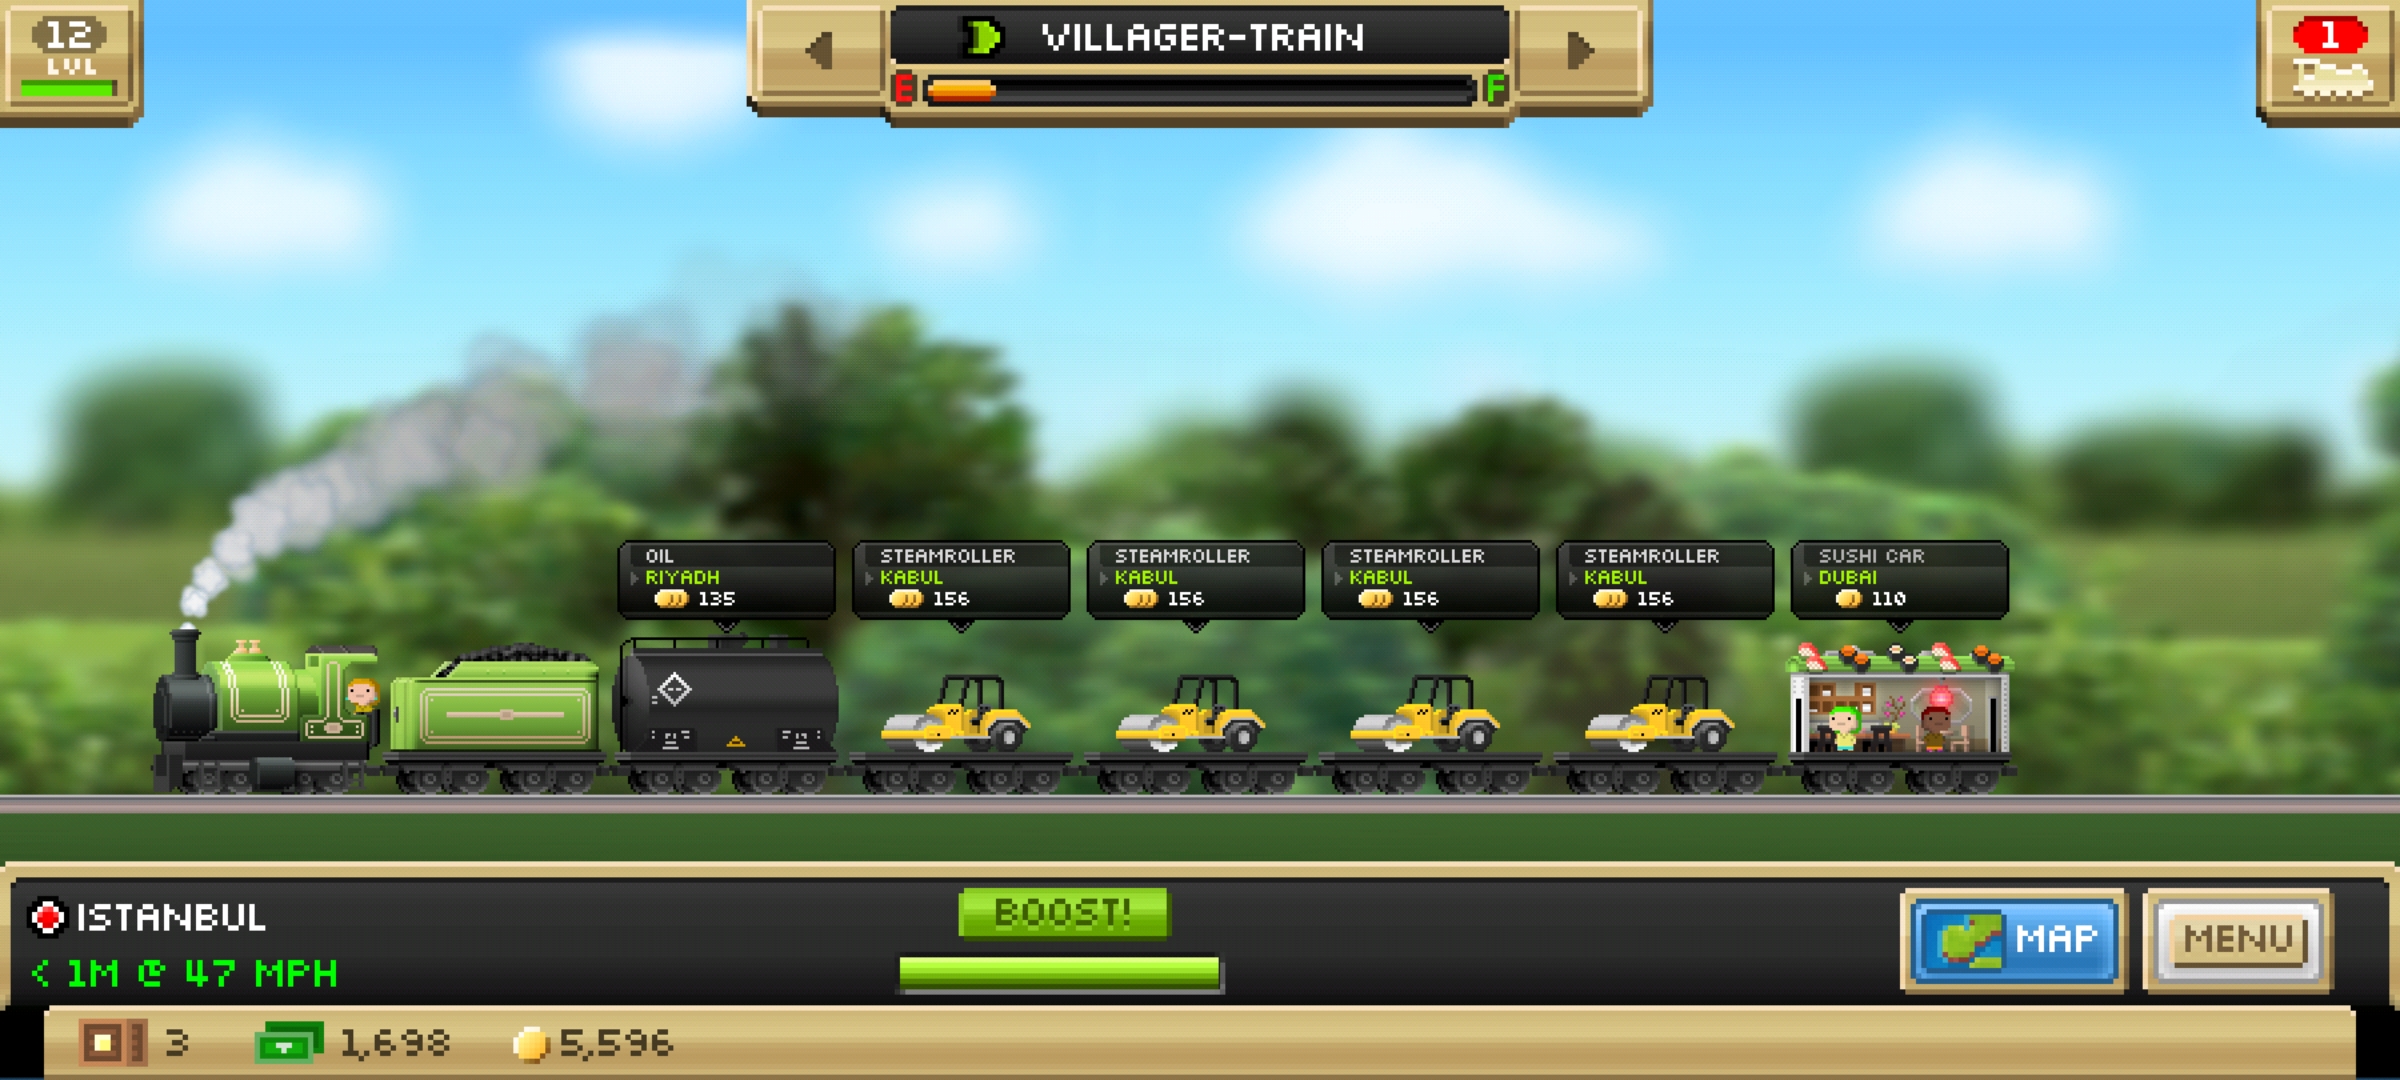 12
LVL
VILLAGER-TRAIN
E F
1
OIL
RIYADH
135
STEAMROLLER
KABUL
156
STEAMROLLER
KABUL
156
STEAMROLLER
KABUL
156
STEAMROLLER
KABUL
156
SUSHI CAR
DUBAI
110
ISTANBUL
< 1M @ 47 MPH
BOOST!
MAP
MENU
3
1,698
5,596